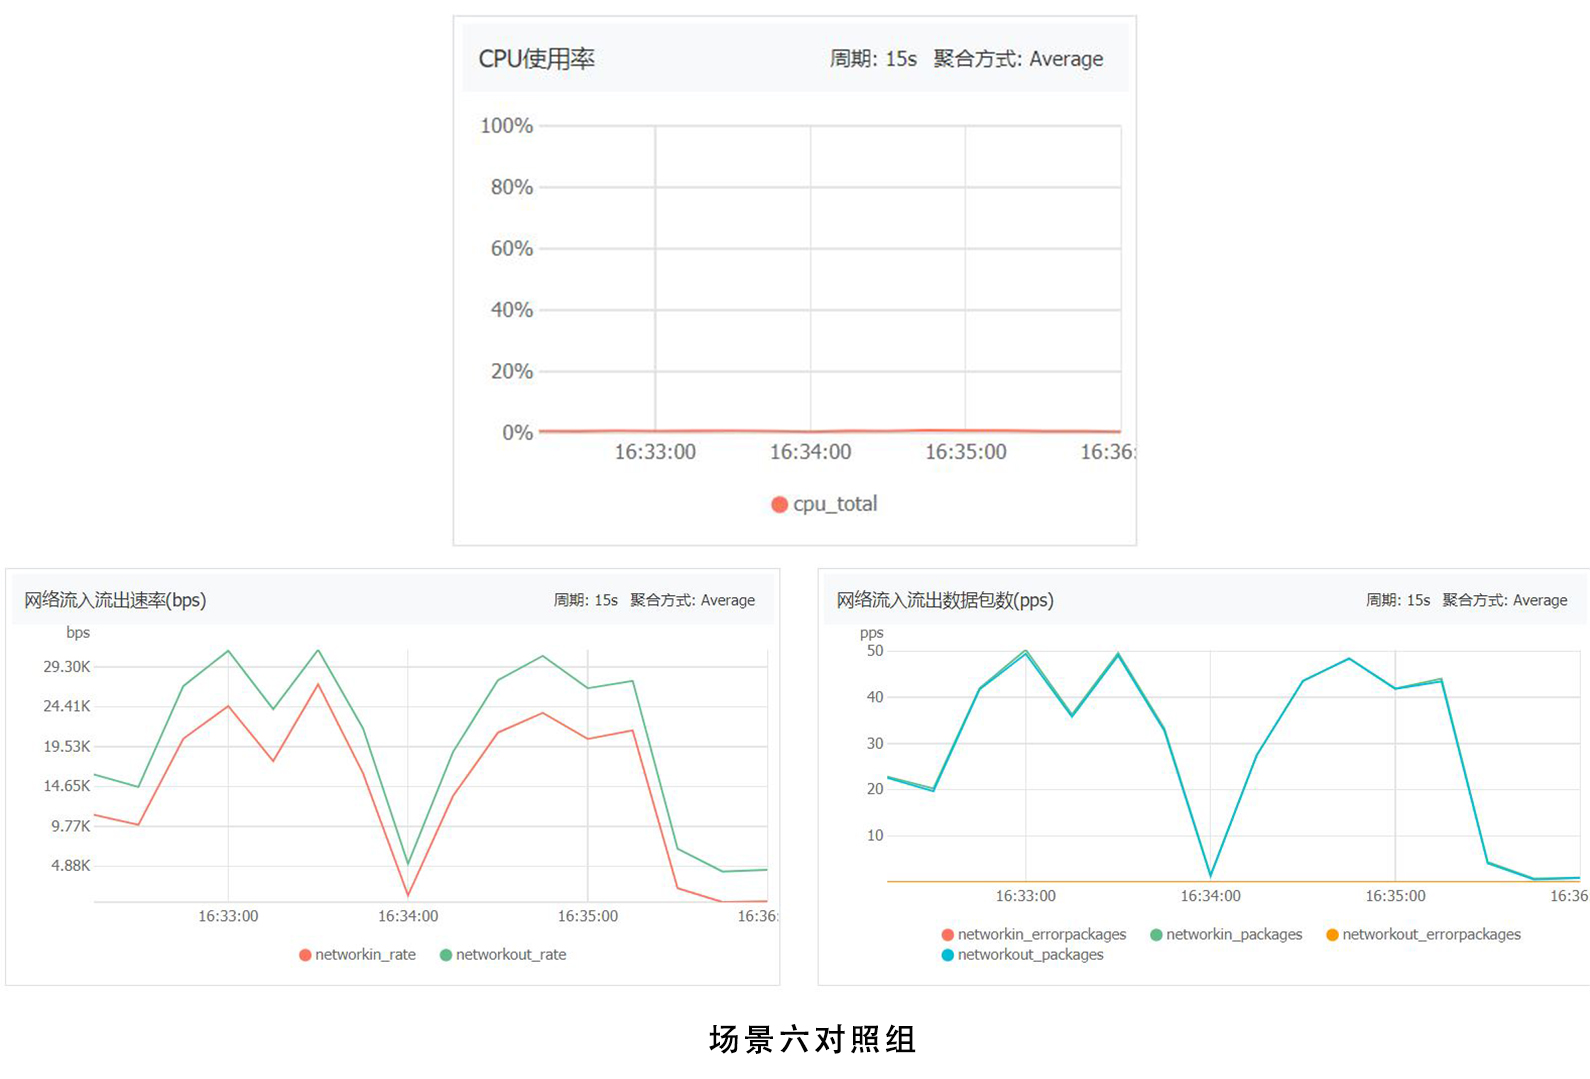 CPU使用率
周期: 15s 聚合方式: Average
100%
80%
60%
40%
20%
0%
16:33:00 16:34:00 16:35:00 16:36:
cpu_total
网络流入流出速率(bps)
周期: 15s 聚合方式: Average
bps
29.30K
24.41K
19.53K
14.65K
9.77K
4.88K
16:33:00 16:34:00 16:35:00 16:36:
networkin_rate networkout_rate
网络流入流出数据包数(pps)
周期: 15s 聚合方式: Average
pps
50
40
30
20
10
16:33:00 16:34:00 16:35:00 16:36
networkin_errorpackages networkin_packages networkout_errorpackages
networkout_packages
场景六对照组